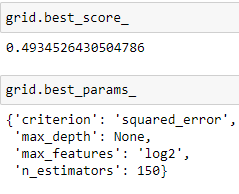 grid.best_score_
0.4934526430504786
grid.best_params_
{'criterion': 'squared_error',
'max_depth': None,
'max_features': 'log2',
'n_estimators': 150}